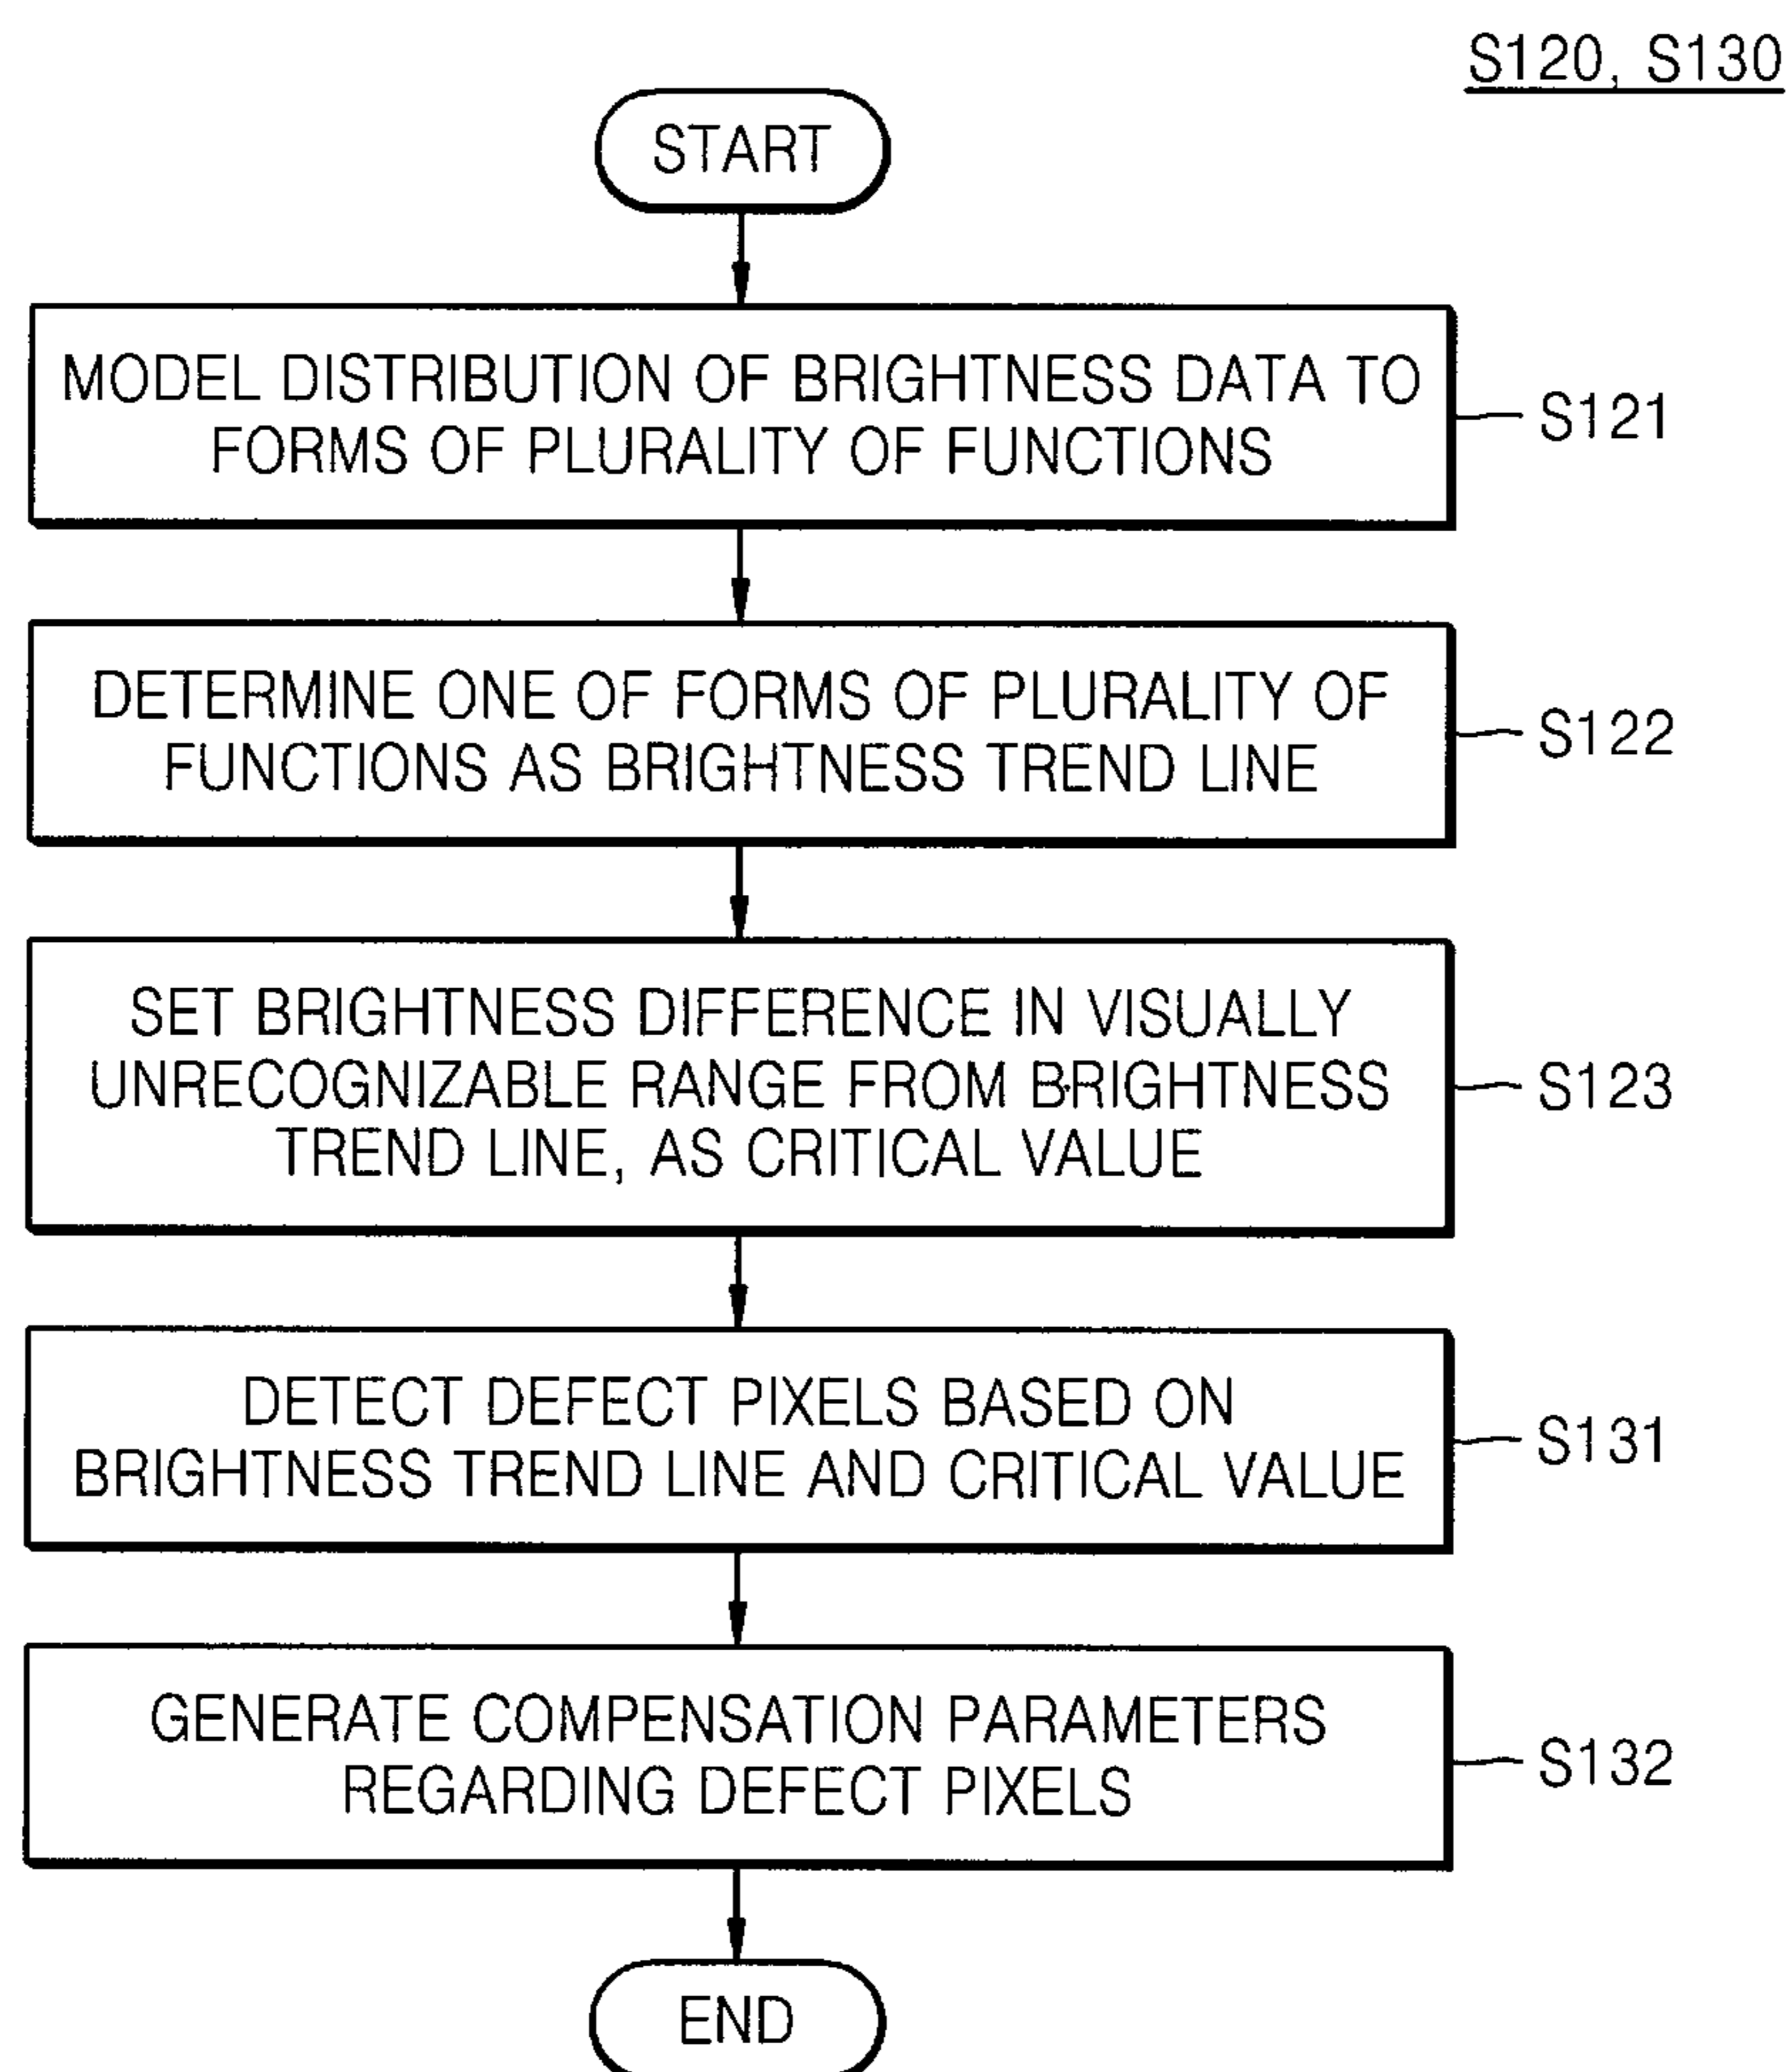 S120, S130
START
MODEL DISTRIBUTION OF BRIGHTNESS DATA TO
FORMS OF PLURALITY OF FUNCTIONS
S121
DETERMINE ONE OF FORMS OF PLURALITY OF
FUNCTIONS AS BRIGHTNESS TREND LINE
S122
SET BRIGHTNESS DIFFERENCE IN VISUALLY
UNRECOGNIZABLE RANGE FROM BRIGHTNESS
TREND LINE, AS CRITICAL VALUE
S123
DETECT DEFECT PIXELS BASED ON
BRIGHTNESS TREND LINE AND CRITICAL VALUE
S131
GENERATE COMPENSATION PARAMETERS
REGARDING DEFECT PIXELS
S132
END